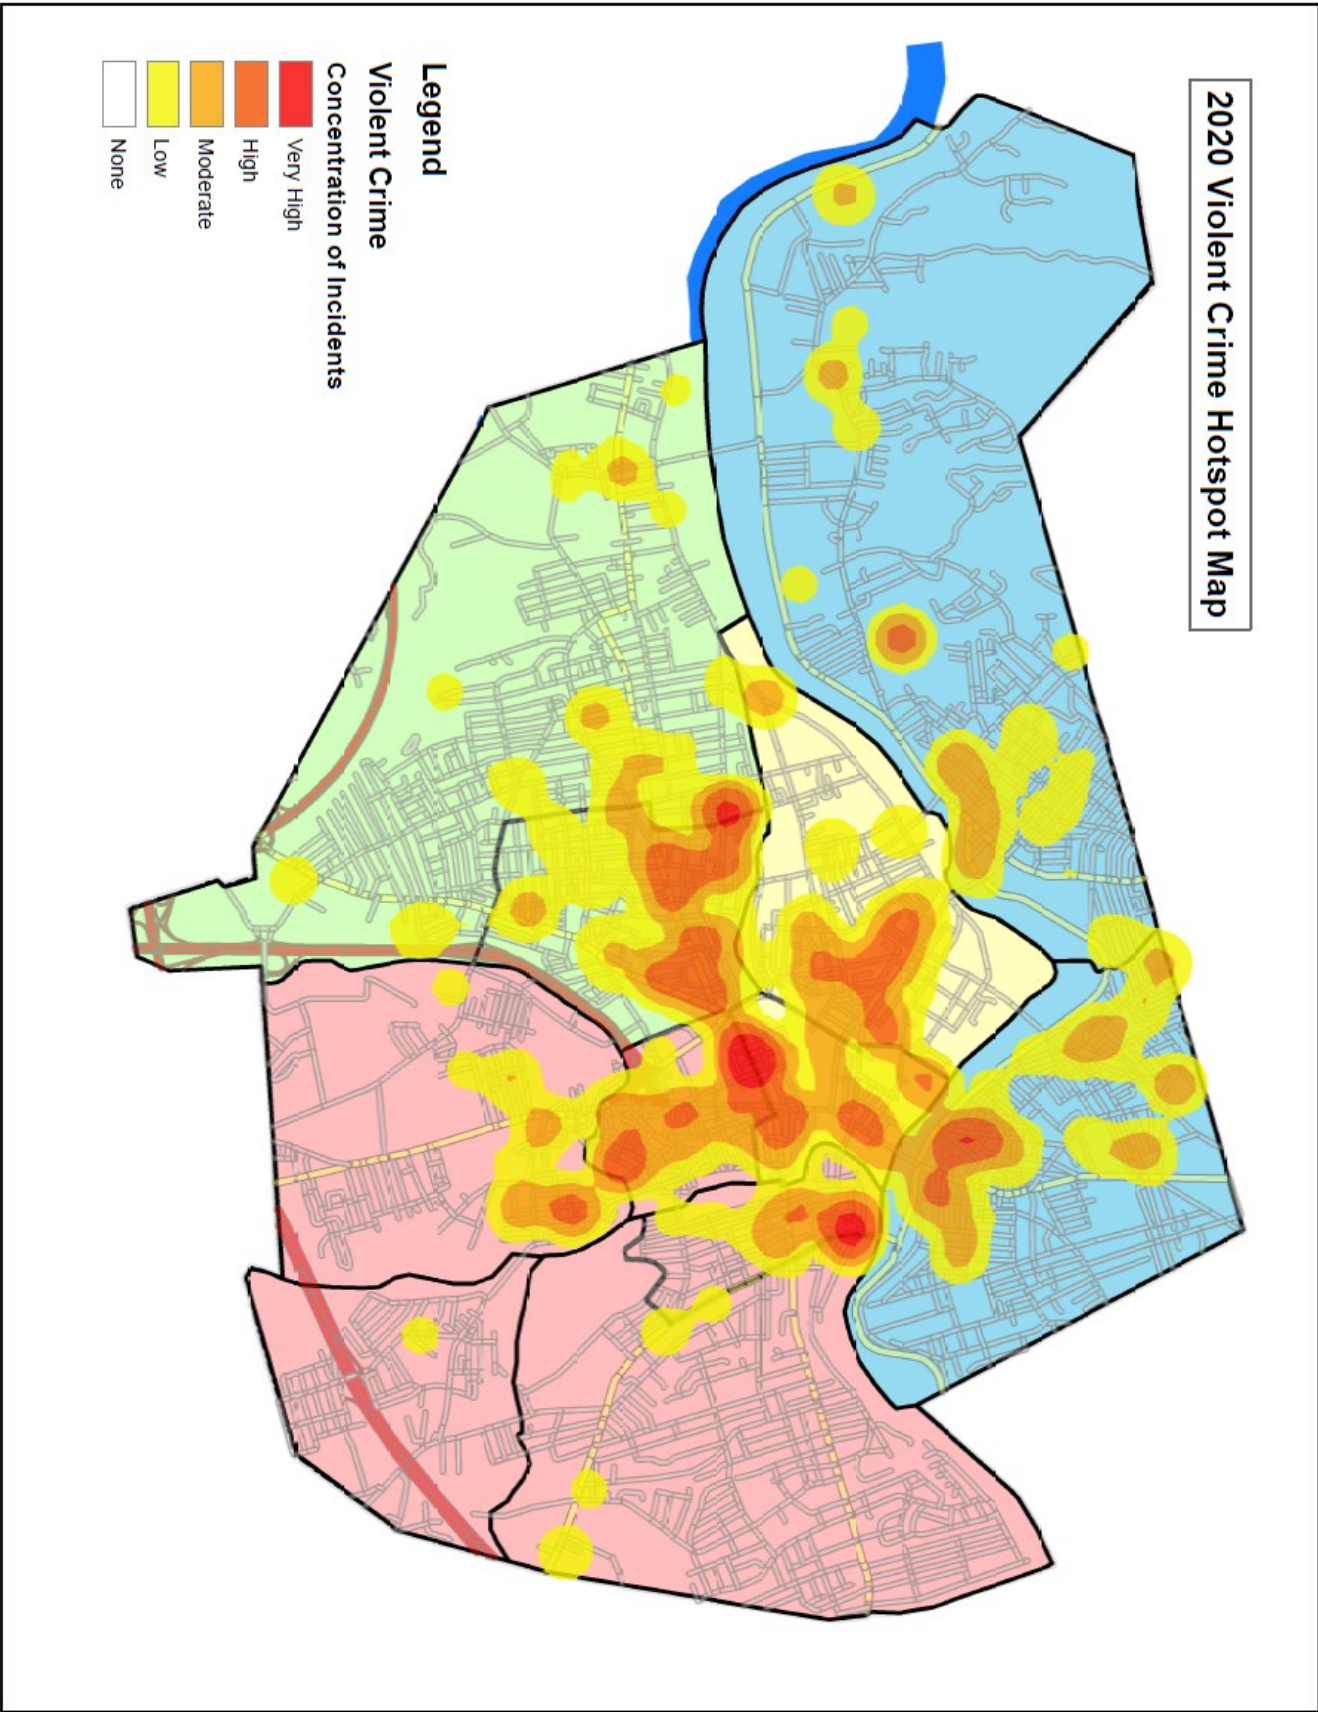 2020 Violent Crime Hotspot Map
Legend
Violent Crime
Concentration of Incidents
Very High
High
Moderate
Low
None